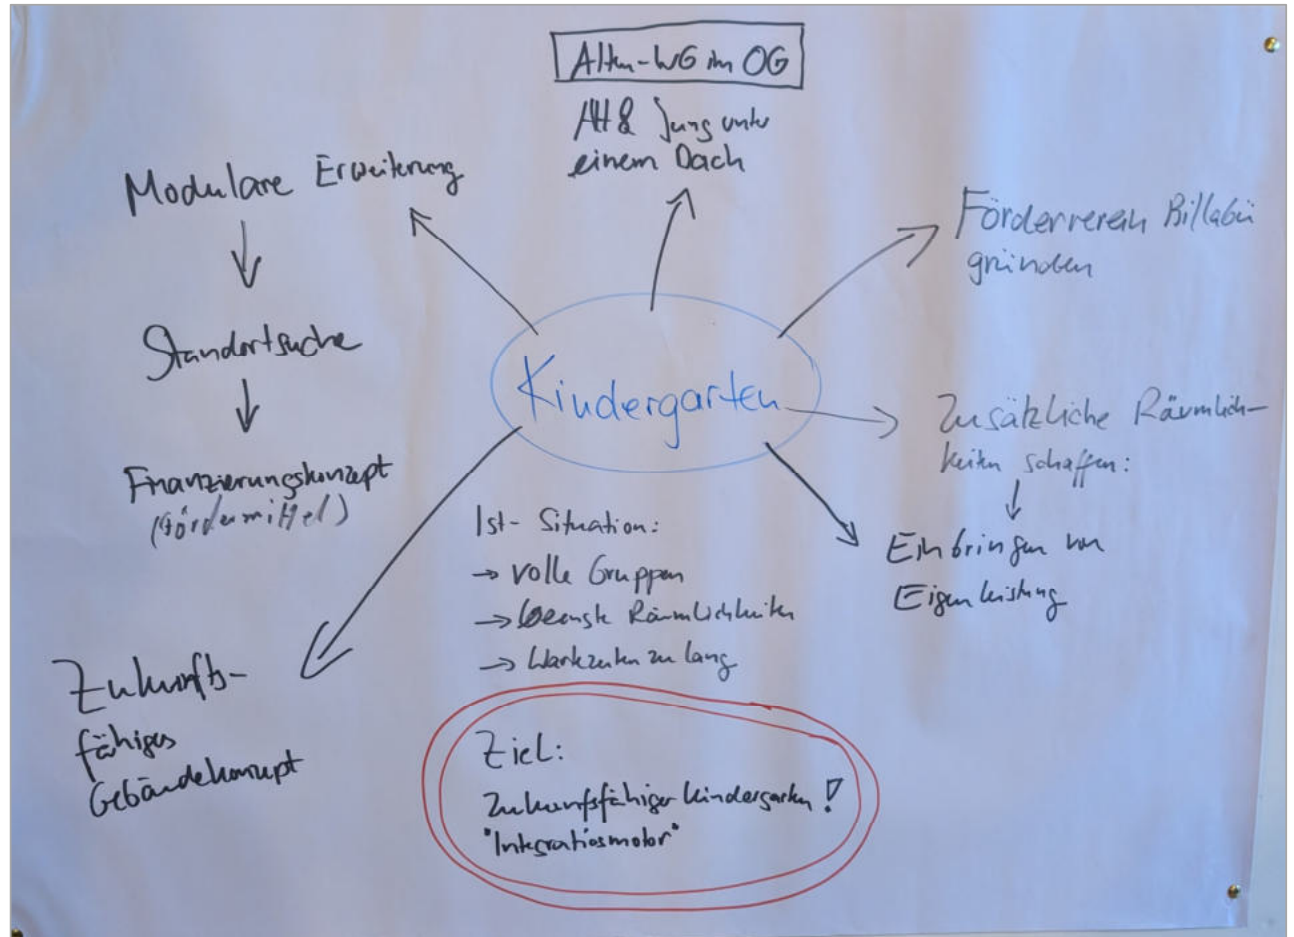 Alten-WG im OG
Alt & Jung unter
einem Dach
Modulare Erweiterung
Standortsuche
Finanzierungskonzept
(Fördermittel)
Förderverein Billabü
gründen
Kindergarten
Zusätzliche Räumlich-
keiten schaffen:
Einbringen von
Eigenleistung
Ist-Situation:
→ volle Gruppen
→ beengte Räumlichkeiten
→ Wartezeiten zu lang
Zukunfts-
fähiges
Gebäudekonzept
Ziel:
Zukunfsfähiger Kindergarten!
"Integratiosmotor"